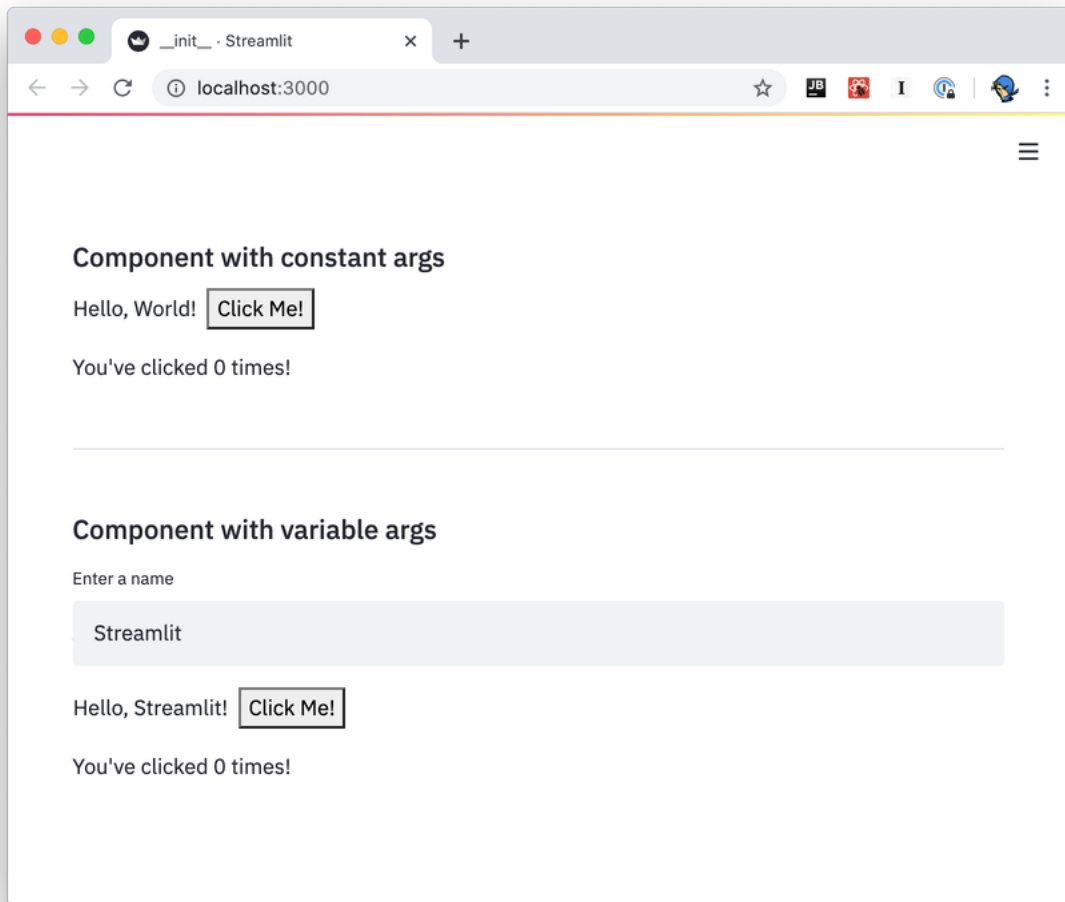 __init__ · Streamlit
localhost:3000
JB
I
Component with constant args
Hello, World! Click Me!
You've clicked 0 times!
Component with variable args
Enter a name
Streamlit
Hello, Streamlit! Click Me!
You've clicked 0 times!